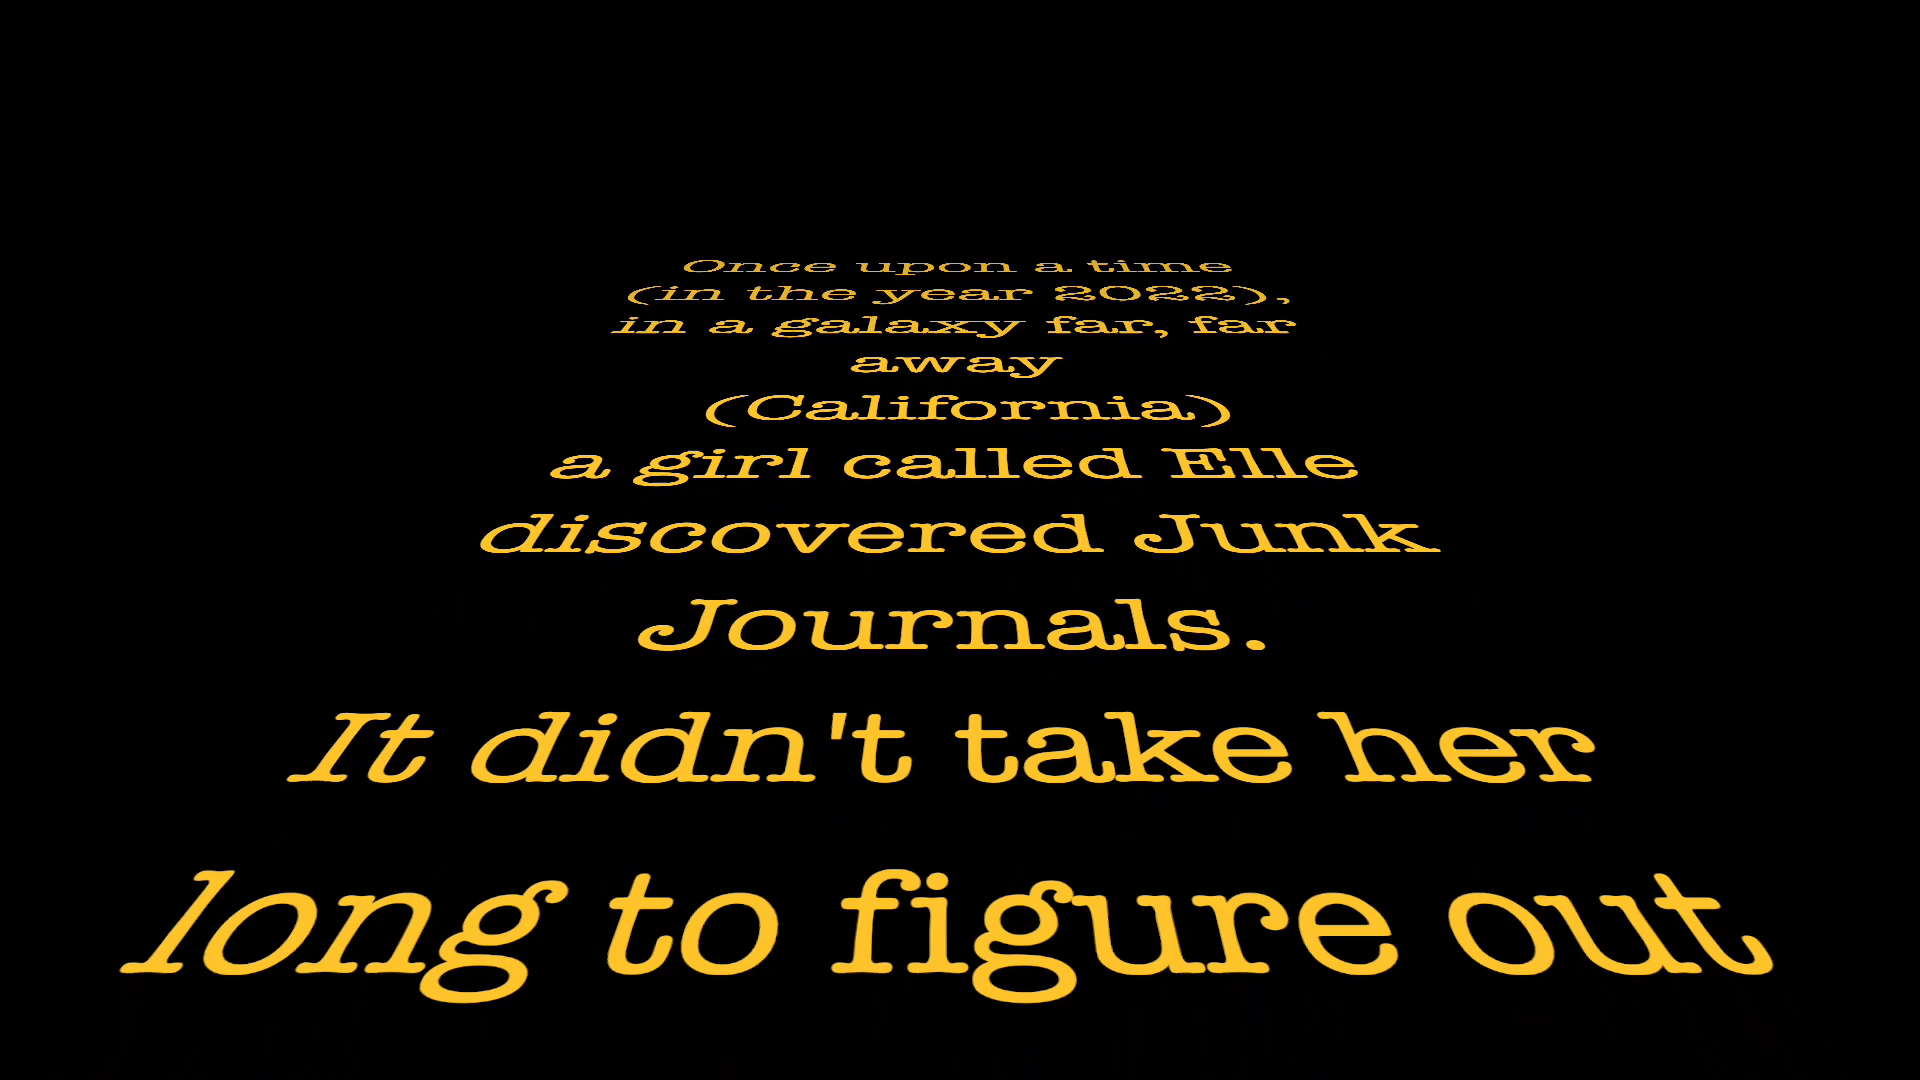 Once upon a time
(in the year 2022),
in a galaxy far, far
away
(California)
a girl called Elle
discovered Junk
Journals.
It didn't take her
long to figure out